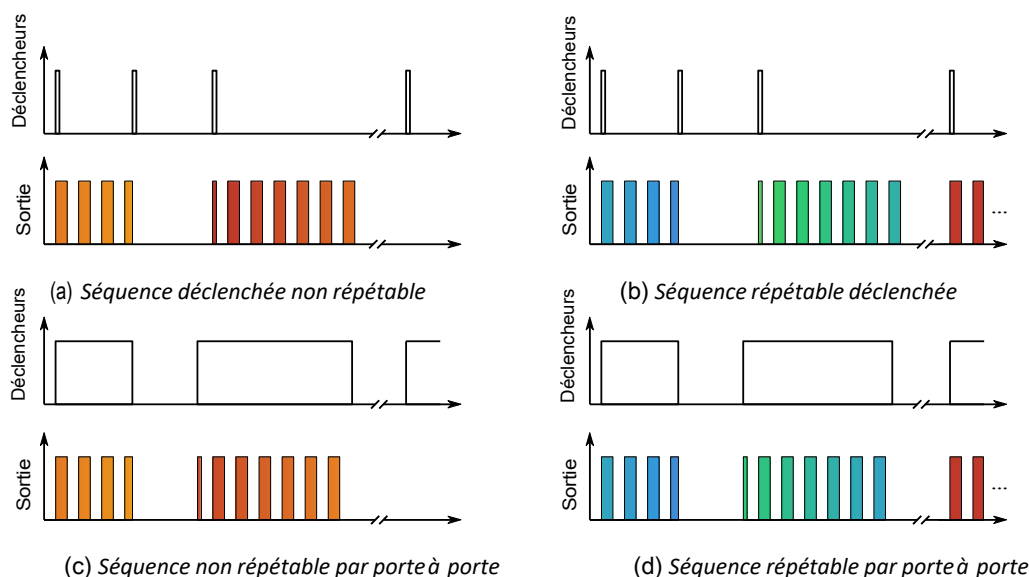 Déclencheurs
Sortie
(a) Séquence déclenchée non répétable
Déclencheurs
Sortie
...
(b) Séquence répétable déclenchée
Déclencheurs
Sortie
(c) Séquence non répétable par porte à porte
Déclencheurs
Sortie
...
(d) Séquence répétable par porte à porte